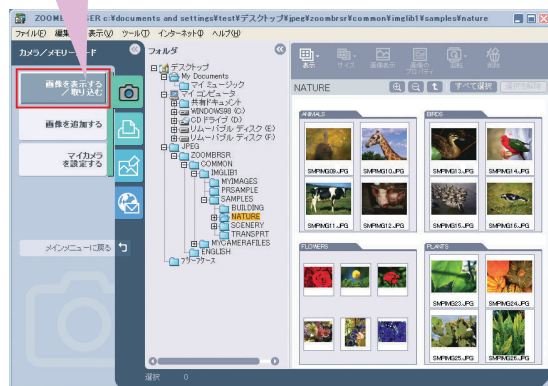 ZOOMBROWSER c:¥documents and settings¥test¥デスクトップ¥jpeg¥zoombrsr¥common¥imglib1¥samples¥nature
ファイル(F) 編集 表示(V) ツール(T) インターネット(O) ヘルプ(H)
カメラ／メモリー ード
画像を表示する
／取り込む
画像を追加する
マイカメラ
を設定する
メインメニューに戻る
フォルダ
デスクトップ
My Documents
マイ ミュージック
マイ コンピュータ
共有ドキュメント
WINDOWS98 (C)
CD ドライブ (D)
リムーバブル ディスク (E)
リムーバブル ディスク (F)
JPEG
ZOOMBRSR
COMMON
IMGLIB1
MYIMAGES
PRSAMPLE
SAMPLES
BUILDING
NATURE
SCENERY
TRANSPRT
MYCAMERAFILES
ENGLISH
選択 0
表示 サイズ 画像表示 画像の
プロパティ 回転 削除
NATURE すべて選択 選択を解除
ANIMALS
SMPIMG09.JPG SMPIMG10.JPG
SMPIMG11.JPG SMPIMG12.JPG
BIRDS
SMPIMG13.JPG SMPIMG14.JPG
SMPIMG15.JPG SMPIMG16.JPG
FLOWERS
PLANTS
SMPIMG23.JPG SMPIMG24.JPG
SMPIMG25.JPG SMPIMG26.JPG